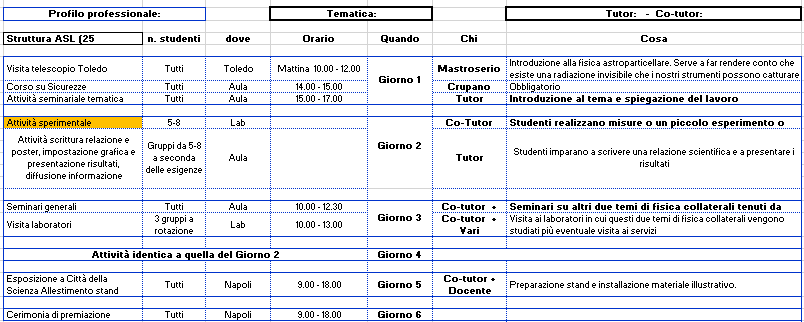 Profilo professionale: Tematica: Tutor: - Co-tutor:
Struttura ASL (25 n. studenti dove Orario Quando Chi Cosa
Visita telescopio Toledo Tutti Toledo Mattina 10.00 - 12.00 Giorno 1 Mastroserio Introduzione alla fisica astroparticellare. Serve a far rendere conto che
esiste una radiazione invisibile che i nostri strumenti possono catturare
Corso su Sicurezze Tutti Aula 14.00 - 15.00 Crupano Obbligatorio
Attività seminariale tematica Tutti Aula 15.00 - 17.00 Tutor Introduzione al tema e spiegazione del lavoro
Attività sperimentale 5-8 Lab Giorno 2 Co-Tutor Studenti realizzano misure o un piccolo esperimento o
Attività scrittura relazione e
poster, impostazione grafica e
presentazione risultati,
diffusione informazione
Gruppi da 5-8
a seconda
delle esigenze
Aula Tutor Studenti imparano a scrivere una relazione scientifica e a presentare i
risultati
Seminari generali Tutti Aula 10.00 - 12.30 Giorno 3 Co-tutor + Seminari su altri due temi di fisica collaterali tenuti da
Visita laboratori 3 gruppi a
rotazione
Lab 10.00 - 13.00 Co-tutor +
Vari
Visita ai laboratori in cui questi due temi di fisica collaterali vengono
studiati più eventuale visita ai servizi
Attività identica a quella del Giorno 2 Giorno 4
Esposizione a Città della
Scienza Allestimento stand
Tutti Napoli 9.00 - 18.00 Giorno 5 Co-tutor +
Docente
Preparazione stand e installazione materiale illustrativo.
Cerimonia di premiazione Tutti Napoli 9.00 - 18.00 Giorno 6